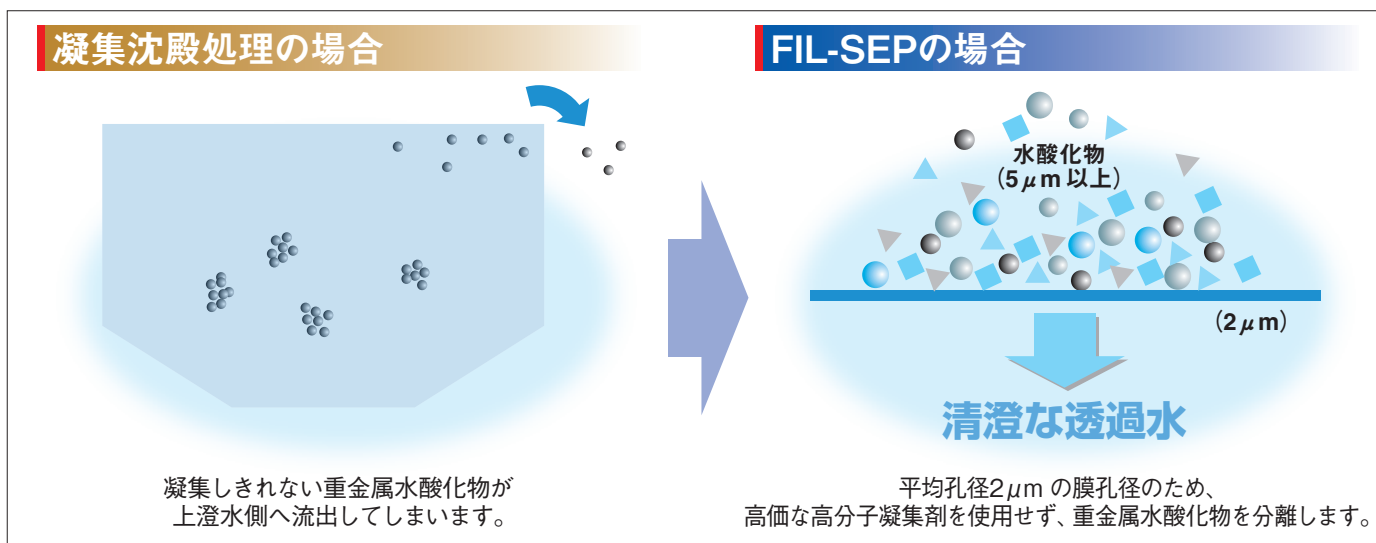 凝集沈殿処理の場合
凝集しきれない重金属水酸化物が
上澄水側へ流出してしまいます。
FIL-SEPの場合
水酸化物
(5μm以上)
(2μm)
清澄な透過水
平均孔径2μmの膜孔径のため、
高価な高分子凝集剤を使用せず、重金属水酸化物を分離します。